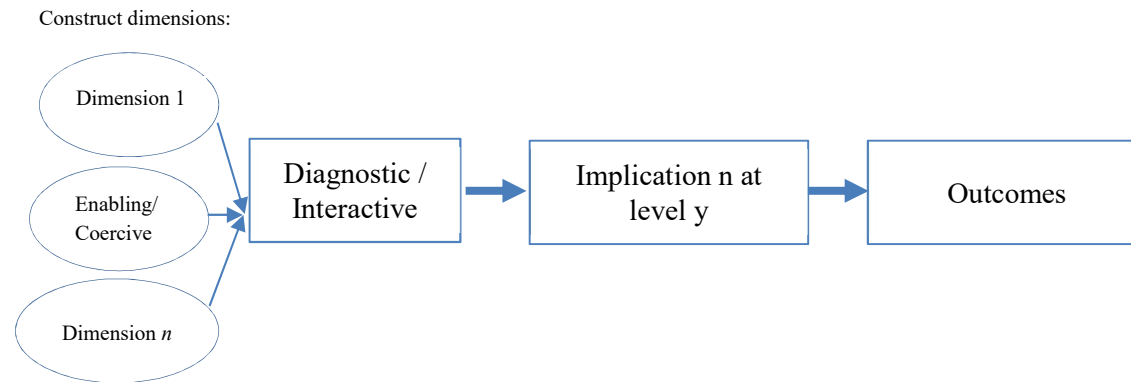 Construct dimensions:
Dimension 1
Enabling/
Coercive
Dimension n
Diagnostic /
Interactive
Implication n at
level y
Outcomes